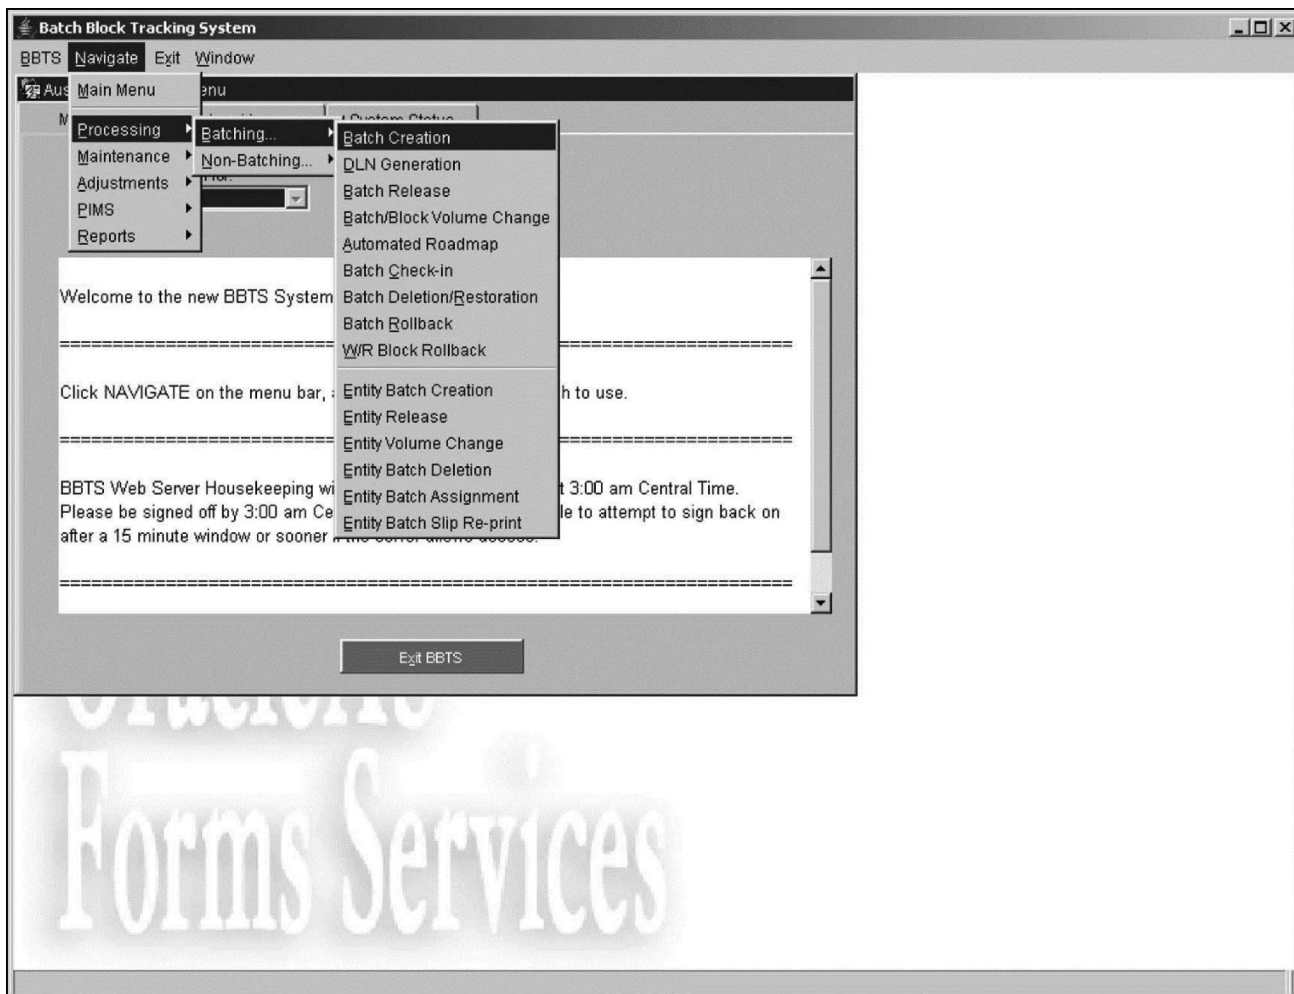 Batch Block Tracking System
BBTS Navigate Exit Window
Aus enu
Main Menu
Processing
Maintenance
Adjustments
PIMS
Reports
Batching...
Non-Batching...
System Status
Batch Creation
DLN Generation
Batch Release
Batch/Block Volume Change
Automated Roadmap
Batch Check-in
Batch Deletion/Restoration
Batch Rollback
W/R Block Rollback
Entity Batch Creation
Entity Release
Entity Volume Change
Entity Batch Deletion
Entity Batch Assignment
Entity Batch Slip Re-print
Welcome to the new BBTS System
Click NAVIGATE on the menu bar, h to use.
BBTS Web Server Housekeeping wi t 3:00 am Central Time.
Please be signed off by 3:00 am Ce le to attempt to sign back on
after a 15 minute window or sooner
Exit BBTS
Forms Services